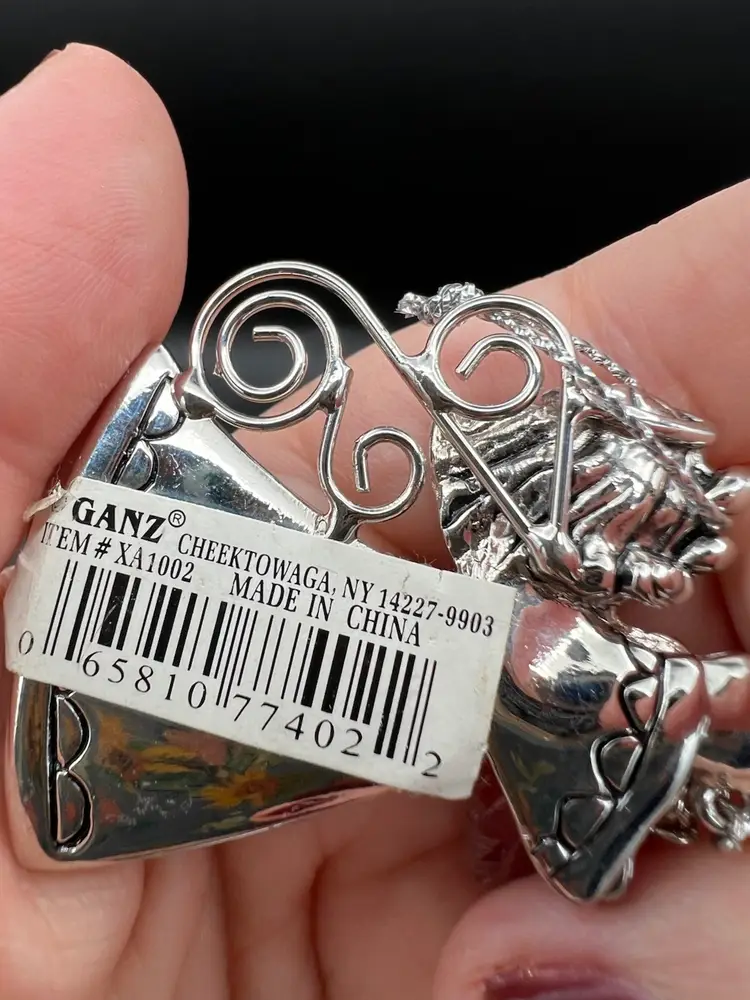 GANZ®
CHEEKTOWAGA, NY 14227-9903
ITEM # XA1002 MADE IN CHINA
0 65810 77402 2